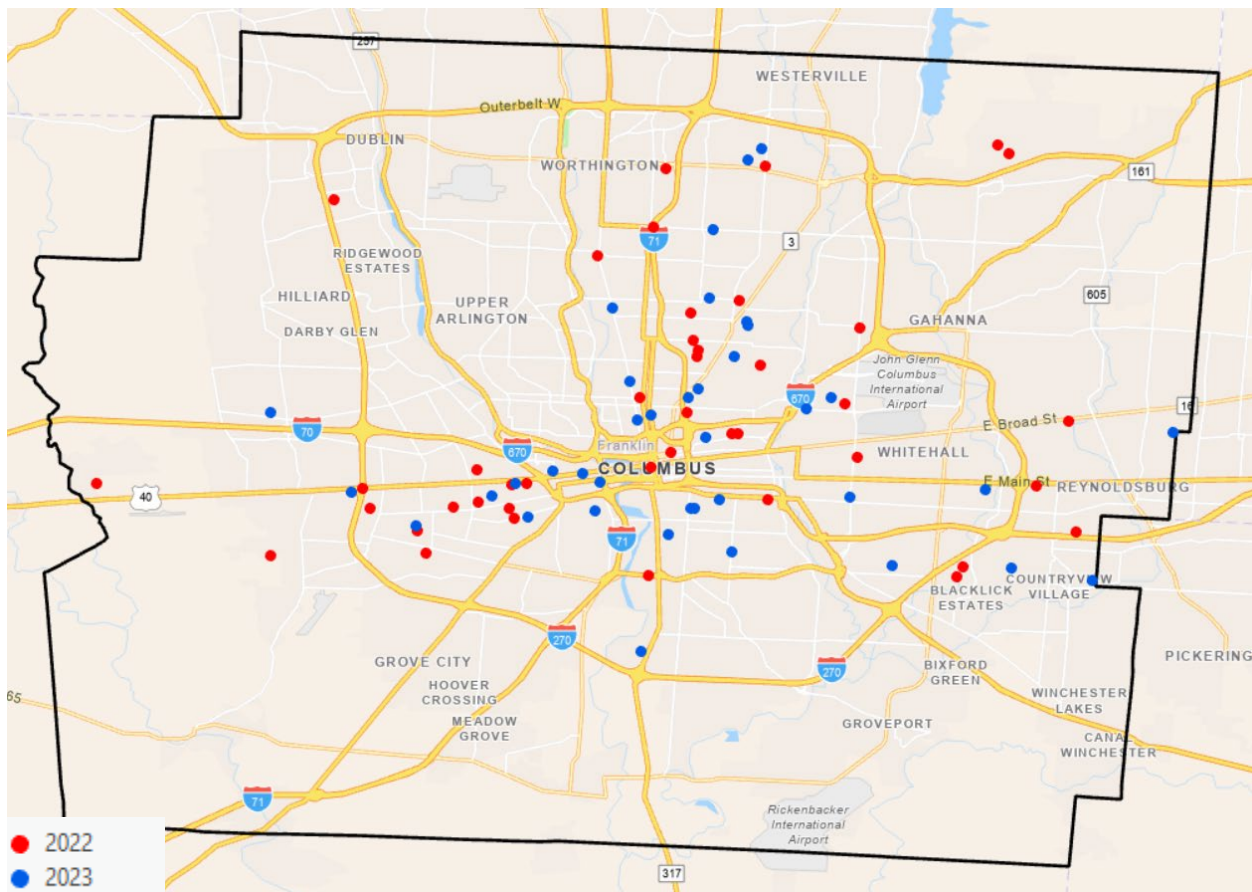 257
WESTERVILLE
Outerbelt W
DUBLIN
WORTHINGTON
161
71
3
RIDGEWOOD
ESTATES
HILLIARD
UPPER
ARLINGTON
605
GAHANNA
DARBY GLEN
John Glenn
Columbus
International
Airport
670
16
E Broad St
70
Franklin
670
WHITEHALL
COLUMBUS
E Main St
REYNOLDSBURG
40
71
BLACKLICK
ESTATES
COUNTRYVIEW
VILLAGE
270
GROVE CITY
PICKERING
BIXFORD
GREEN
270
HOOVER
CROSSING
65
WINCHESTER
LAKES
MEADOW
GROVE
GROVEPORT
CANAL
WINCHESTER
71
Rickenbacker
International
Airport
2022
2023
317